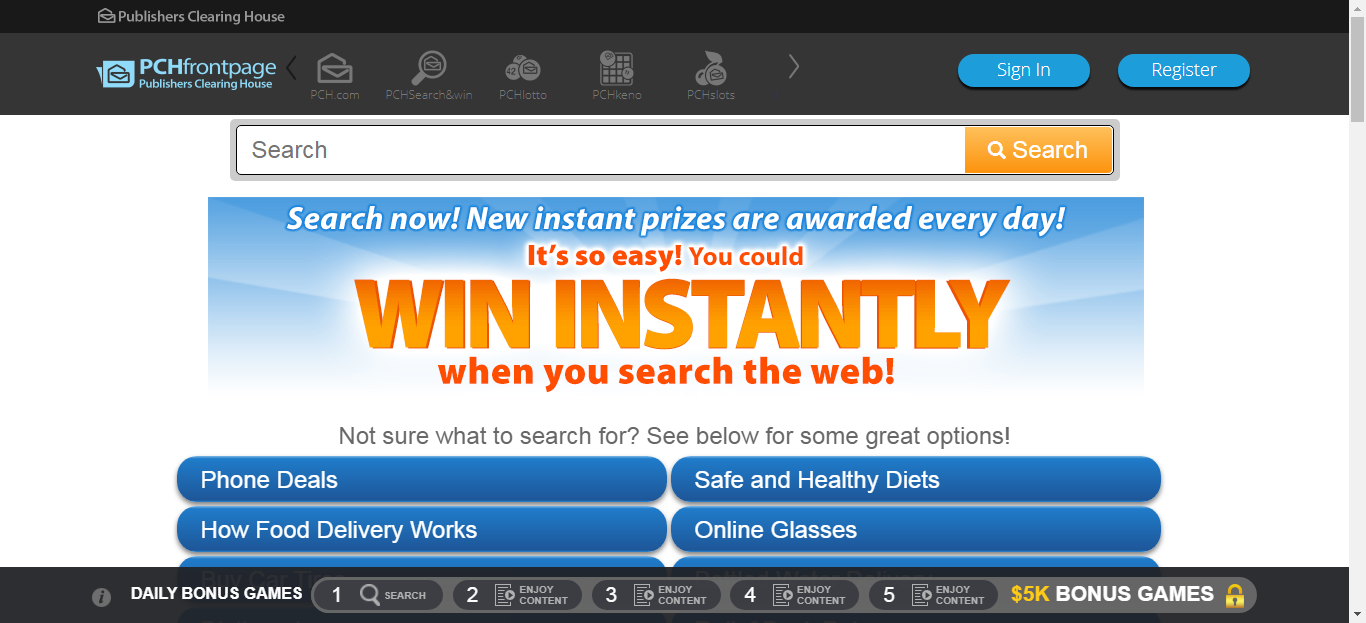 Publishers Clearing House
PCHfrontpage
Publishers Clearing House
PCH.com
PCHSearch&win
42
PCHlotto
PCHkeno
PCHslots
Sign In
Register
Search
Search
Search now! New instant prizes are awarded every day!
It's so easy! You could
WIN INSTANTLY
when you search the web!
Not sure what to search for? See below for some great options!
Phone Deals
Safe and Healthy Diets
How Food Delivery Works
Online Glasses
Buy Car
DAILY BONUS GAMES
1 SEARCH
2 ENJOY
CONTENT
3 ENJOY
CONTENT
4 ENJOY
CONTENT
5 ENJOY
CONTENT
$5K BONUS GAMES